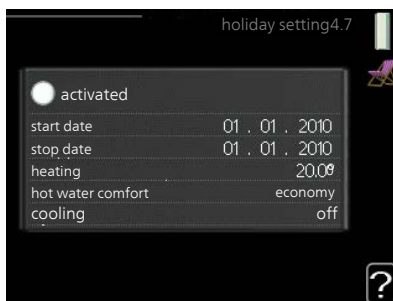 holiday setting4.7
activated
start date 01 . 01 . 2010
stop date 01 . 01 . 2010
heating 20.0°
hot water comfort economy
cooling off
?